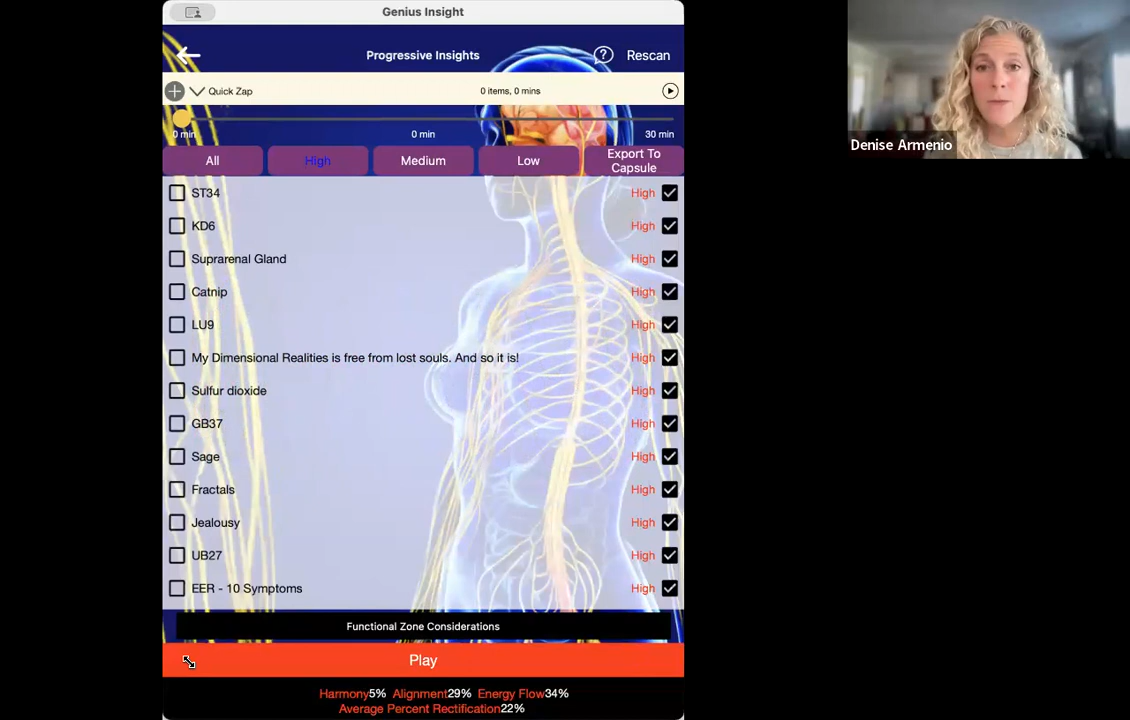 Genius Insight
Progressive Insights
Rescan
Quick Zap
0 items, 0 mins
0 min
0 min
30 min
All
High
Medium
Low
Export To
Capsule
ST34 High
KD6 High
Suprarenal Gland High
Catnip High
LU9 High
My Dimensional Realities is free from lost souls. And so it is! High
Sulfur dioxide High
GB37 High
Sage High
Fractals High
Jealousy High
UB27 High
EER - 10 Symptoms High
Functional Zone Considerations
Play
Harmony5% Alignment29% Energy Flow34%
Average Percent Rectification22%
Denise Armenio